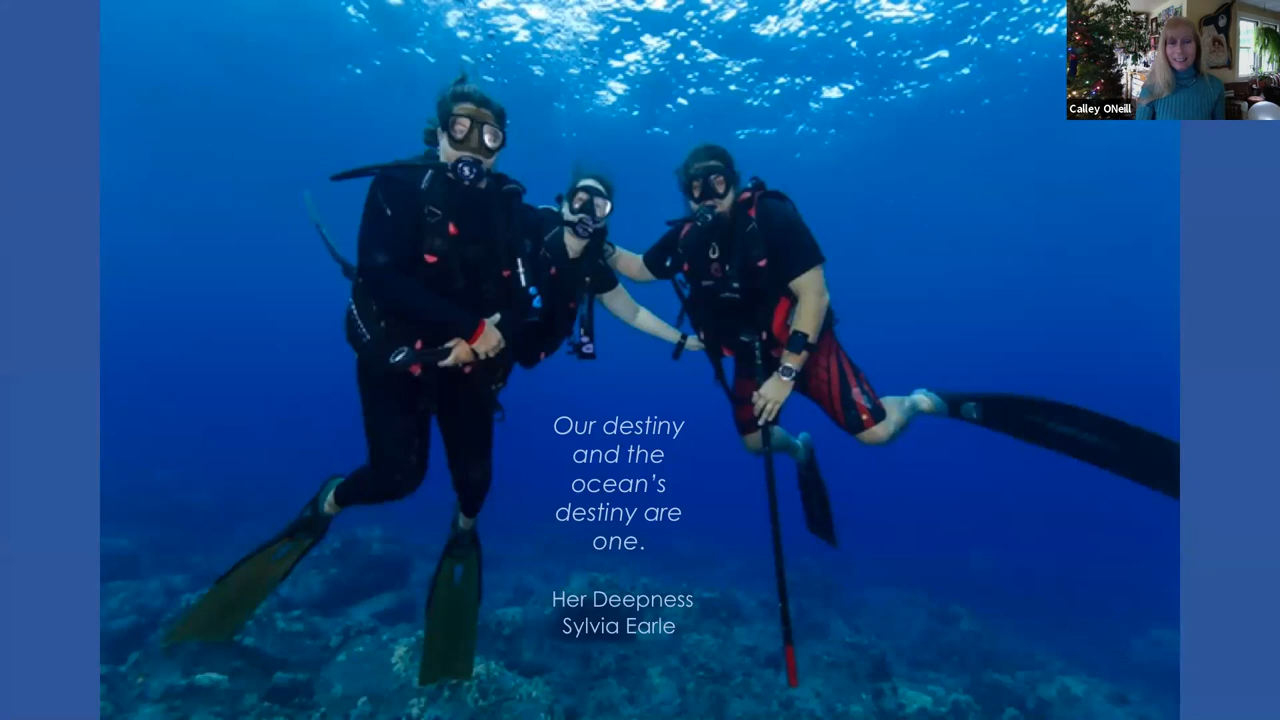 Calley ONeill
Our destiny
and the
ocean's
destiny are
one.
Her Deepness
Sylvia Earle